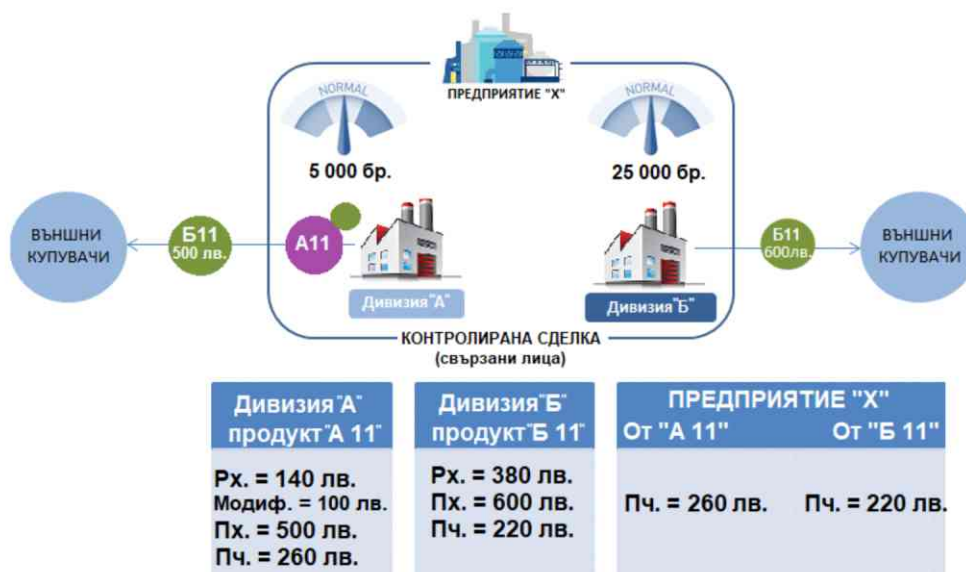 ПРЕДПРИЯТИЕ "Х"
NORMAL
NORMAL
5 000 бр.
25 000 бр.
ВЪНШНИ
КУПУВАЧИ
Б11
500 лв.
А11
Б11
600лв.
ВЪНШНИ
КУПУВАЧИ
Дивизия"А"
Дивизия"Б"
КОНТРОЛИРАНА СДЕЛКА
(свързани лица)
Дивизия"А"
продукт"А 11"
Рх. = 140 лв.
Модиф. = 100 лв.
Пх. = 500 лв.
Пч. = 260 лв.
Дивизия"Б"
продукт"Б 11"
Рх. = 380 лв.
Пх. = 600 лв.
Пч. = 220 лв.
ПРЕДПРИЯТИЕ "Х"
От "А 11" От "Б 11"
Пч. = 260 лв. Пч. = 220 лв.